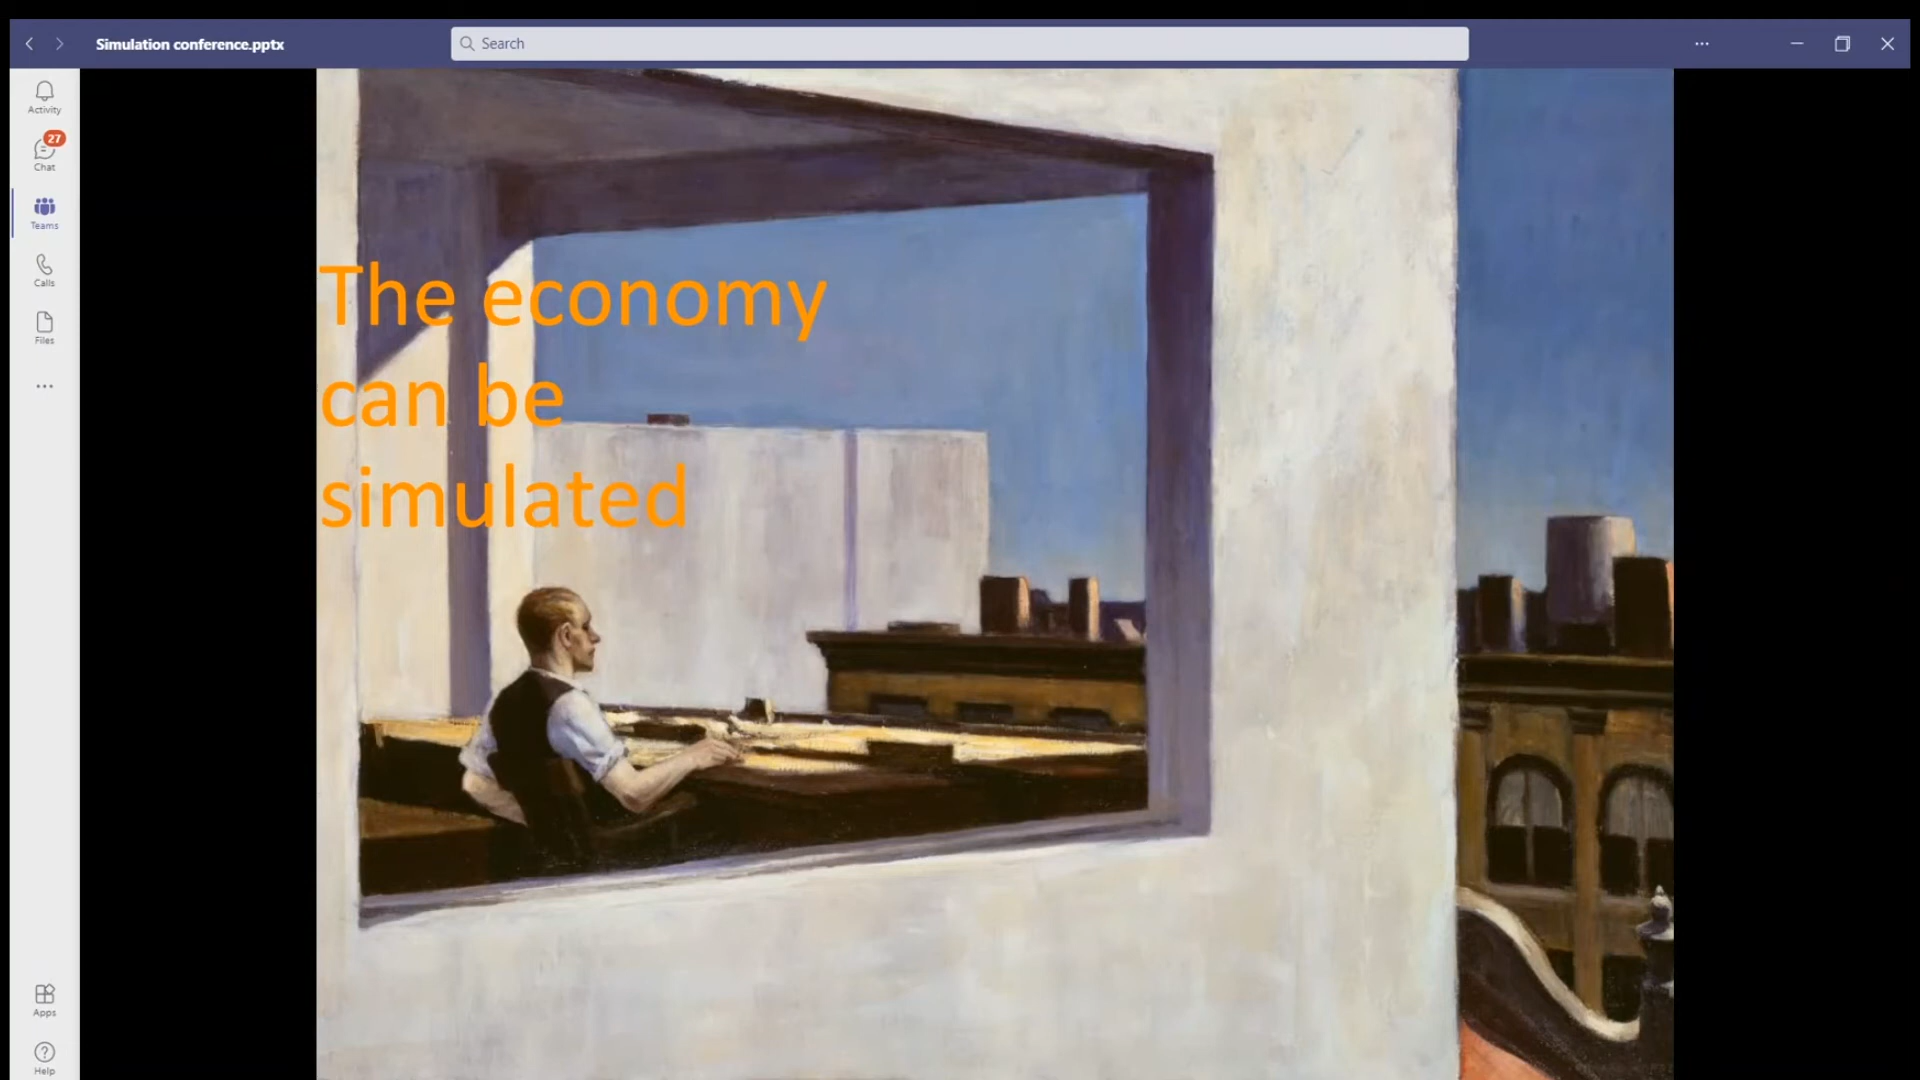 Simulation conference.pptx
Search
Activity
27
Chat
Teams
Calls
Files
The economy
can be
simulated
Apps
Help